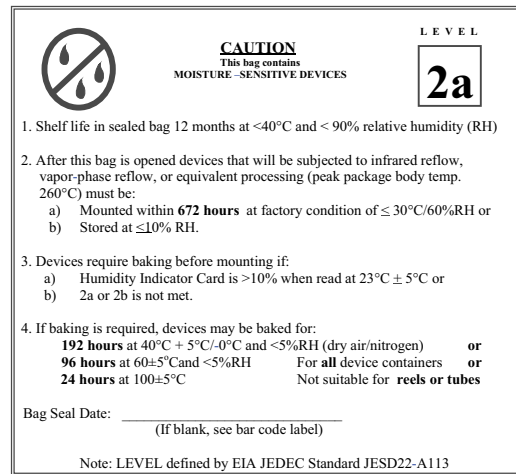 LEVEL
CAUTION
This bag contains
MOISTURE –SENSITIVE DEVICES
2a
1. Shelf life in sealed bag 12 months at <40°C and < 90% relative humidity (RH)
2. After this bag is opened devices that will be subjected to infrared reflow,
vapor-phase reflow, or equivalent processing (peak package body temp.
260°C) must be:
a) Mounted within 672 hours at factory condition of ≤ 30°C/60%RH or
b) Stored at ≤10% RH.
3. Devices require baking before mounting if:
a) Humidity Indicator Card is >10% when read at 23°C ± 5°C or
b) 2a or 2b is not met.
4. If baking is required, devices may be baked for:
192 hours at 40°C + 5°C/-0°C and <5%RH (dry air/nitrogen) or
96 hours at 60±5°Cand <5%RH For all device containers or
24 hours at 100±5°C Not suitable for reels or tubes
Bag Seal Date: ______________________________
(If blank, see bar code label)
Note: LEVEL defined by EIA JEDEC Standard JESD22-A113